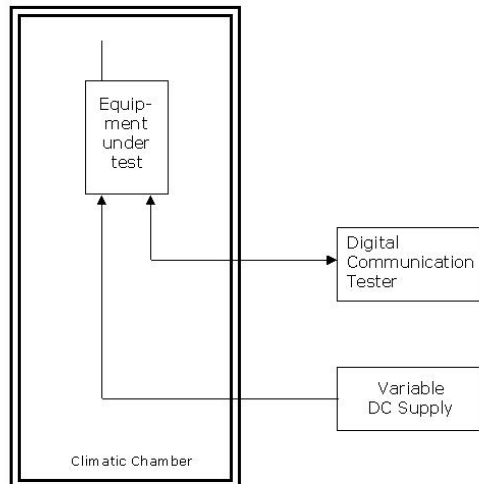 Equip-
ment
under
test
Digital
Communication
Tester
Variable
DC Supply
Climatic Chamber